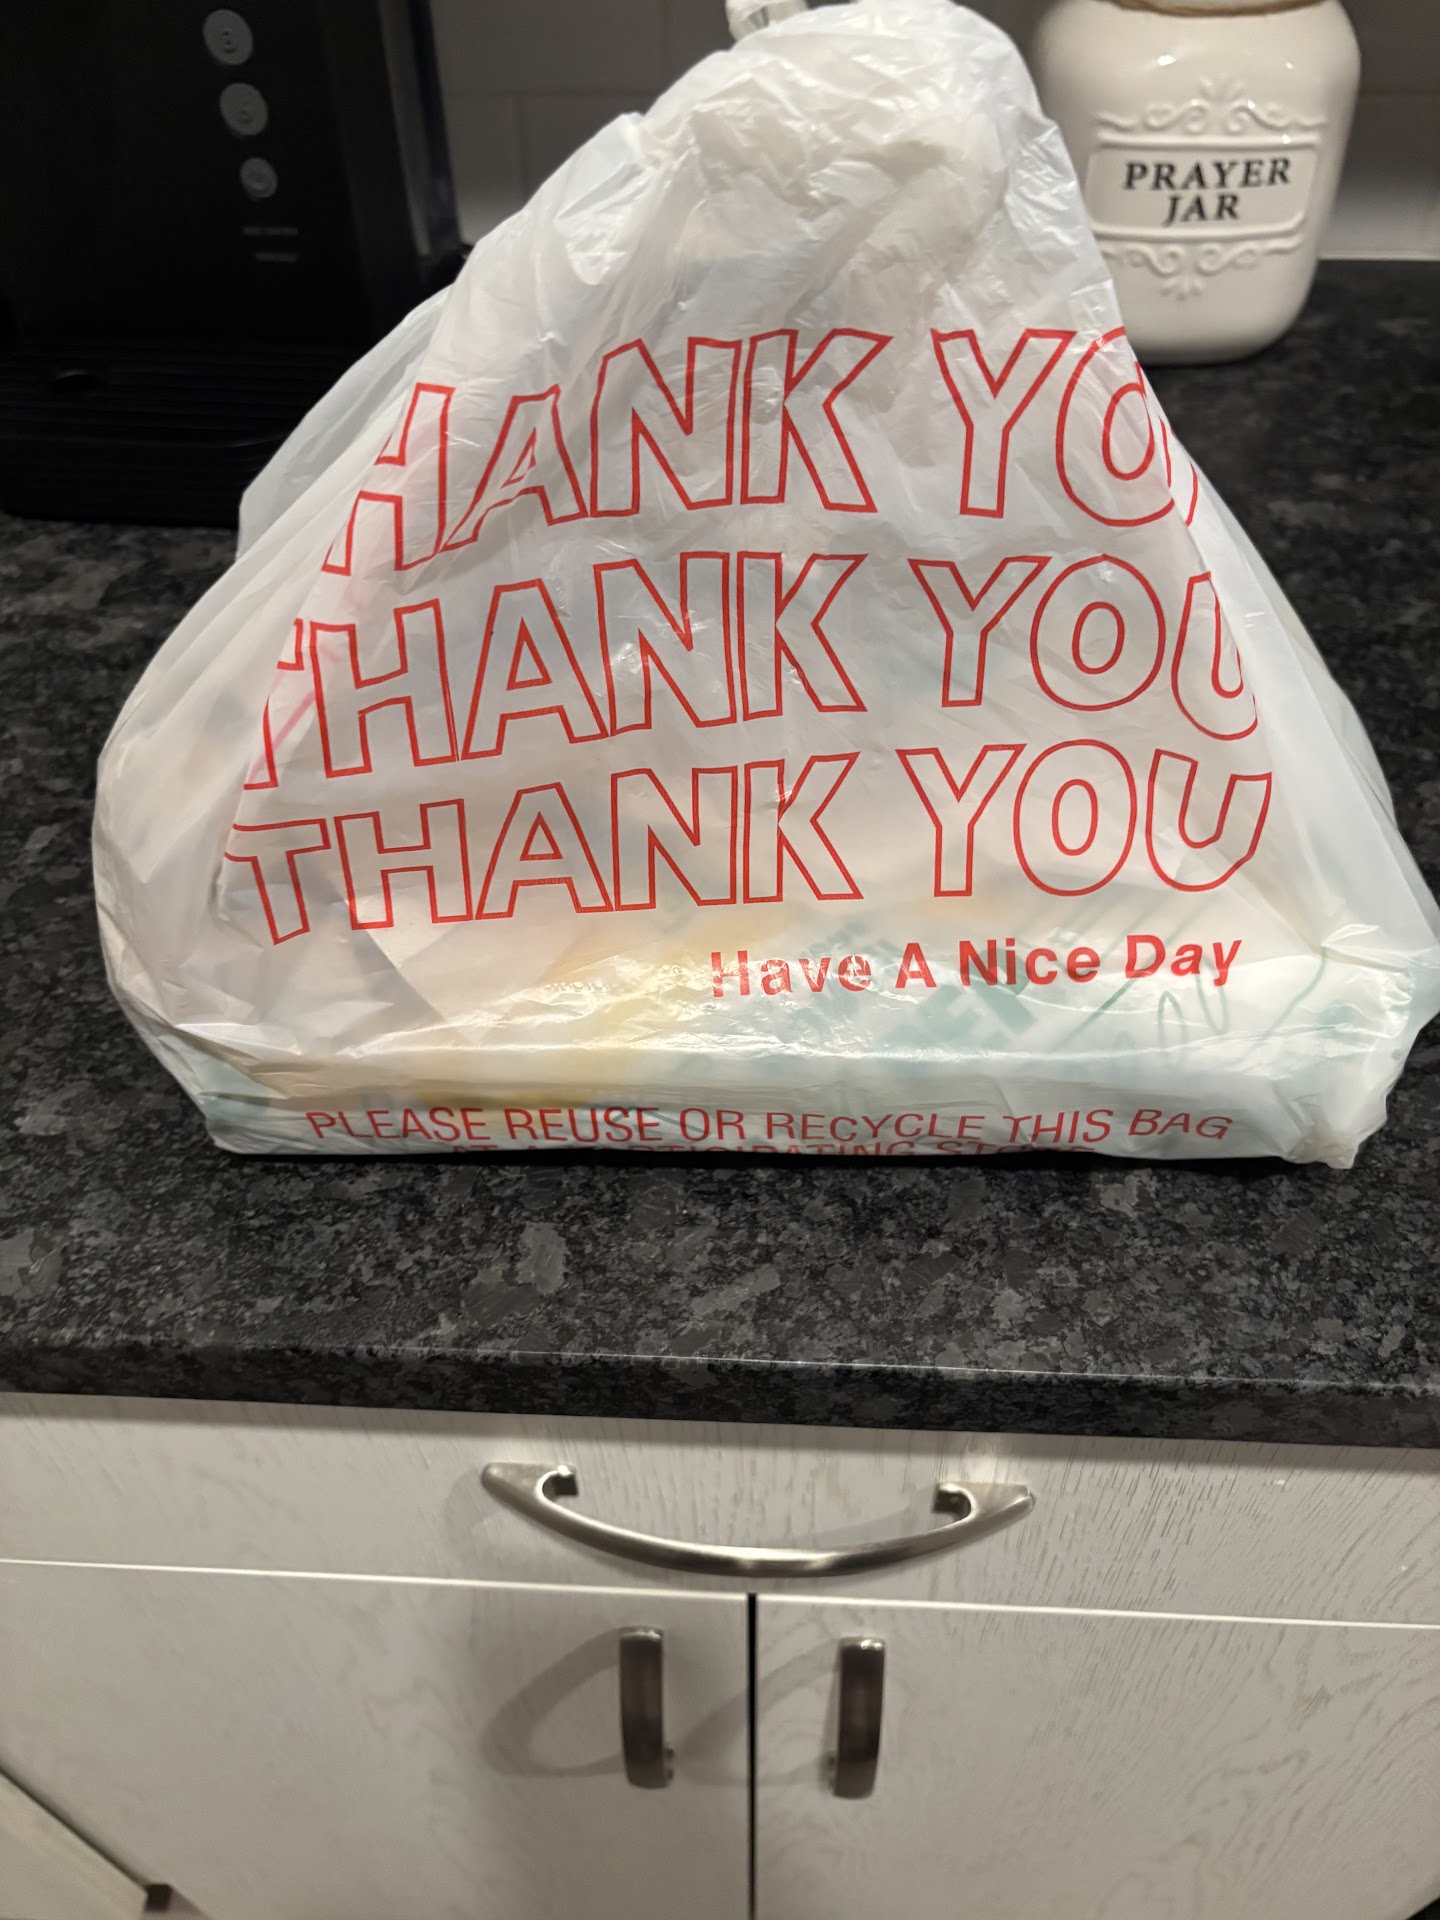 PRAYER
JAR
HANK YO
THANK YOU
THANK YOU
Have A Nice Day
PLEASE REUSE OR RECYCLE THIS BAG